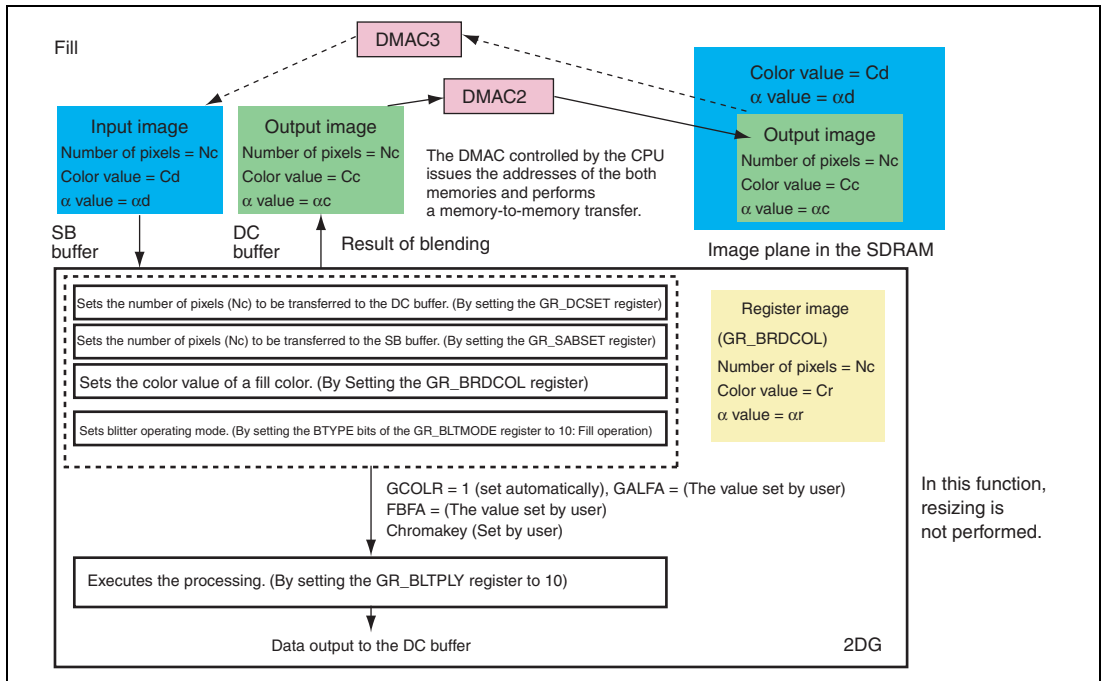 Fill
DMAC3
DMAC2
Color value = Cd
α value = αd
Input image
Number of pixels = Nc
Color value = Cd
α value = αd
Output image
Number of pixels = Nc
Color value = Cc
α value = αc
The DMAC controlled by the CPU
issues the addresses of the both
memories and performs
a memory-to-memory transfer.
Output image
Number of pixels = Nc
Color value = Cc
α value = αc
SB
buffer
DC
buffer
Result of blending
Image plane in the SDRAM
Sets the number of pixels (Nc) to be transferred to the DC buffer. (By setting the GR_DCSET register)
Sets the number of pixels (Nc) to be transferred to the SB buffer. (By setting the GR_SABSET register)
Sets the color value of a fill color. (By Setting the GR_BRDCOL register)
Sets blitter operating mode. (By setting the BTYPE bits of the GR_BLTMODE register to 10: Fill operation)
Register image
(GR_BRDCOL)
Number of pixels = Nc
Color value = Cr
α value = αr
GCOLR = 1 (set automatically), GALFA = (The value set by user)
FBFA = (The value set by user)
Chromakey (Set by user)
In this function,
resizing is
not performed.
Executes the processing. (By setting the GR_BLTPLY register to 10)
Data output to the DC buffer
2DG